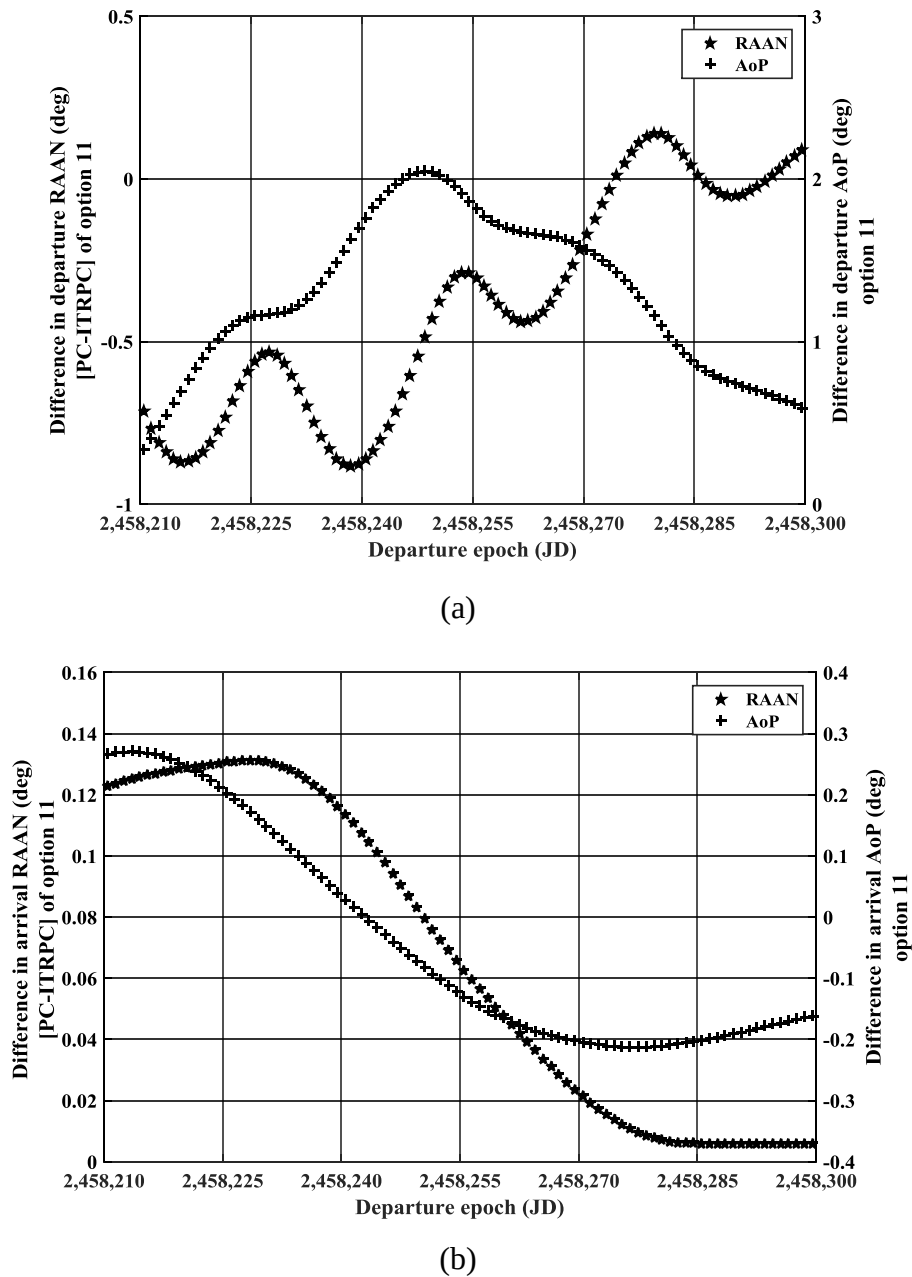 0.5
0
-0.5
-1
Difference in departure RAAN (deg)
[PC-ITRPC] of option 11
3
2
1
0
Difference in departure AoP (deg)
option 11
RAAN
AoP
2,458,210
2,458,225
2,458,240
2,458,255
2,458,270
2,458,285
2,458,300
Departure epoch (JD)
(a)
0.16
0.14
0.12
0.1
0.08
0.06
0.04
0.02
0
Difference in arrival RAAN (deg)
[PC-ITRPC] of option 11
0.4
0.3
0.2
0.1
0
-0.1
-0.2
-0.3
-0.4
Difference in arrival AoP (deg)
option 11
RAAN
AoP
2,458,210
2,458,225
2,458,240
2,458,255
2,458,270
2,458,285
2,458,300
Departure epoch (JD)
(b)